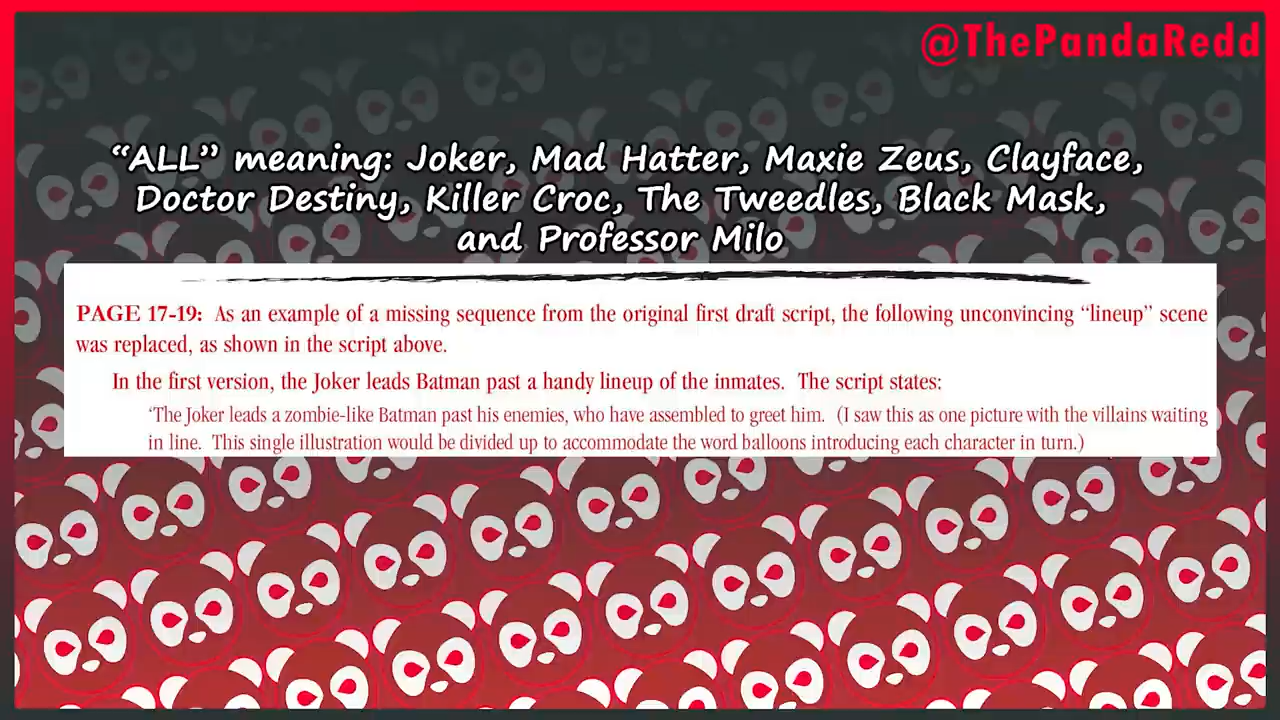 @ThePandaRedd
“ALL” meaning: Joker, Mad Hatter, Maxie Zeus, Clayface,
Doctor Destiny, Killer Croc, The Tweedles, Black Mask,
and Professor Milo
PAGE 17-19: As an example of a missing sequence from the original first draft script, the following unconvincing “lineup” scene
was replaced, as shown in the script above.
In the first version, the Joker leads Batman past a handy lineup of the inmates. The script states:
‘The Joker leads a zombie-like Batman past his enemies, who have assembled to greet him. (I saw this as one picture with the villains waiting
in line. This single illustration would be divided up to accommodate the word balloons introducing each character in turn.)